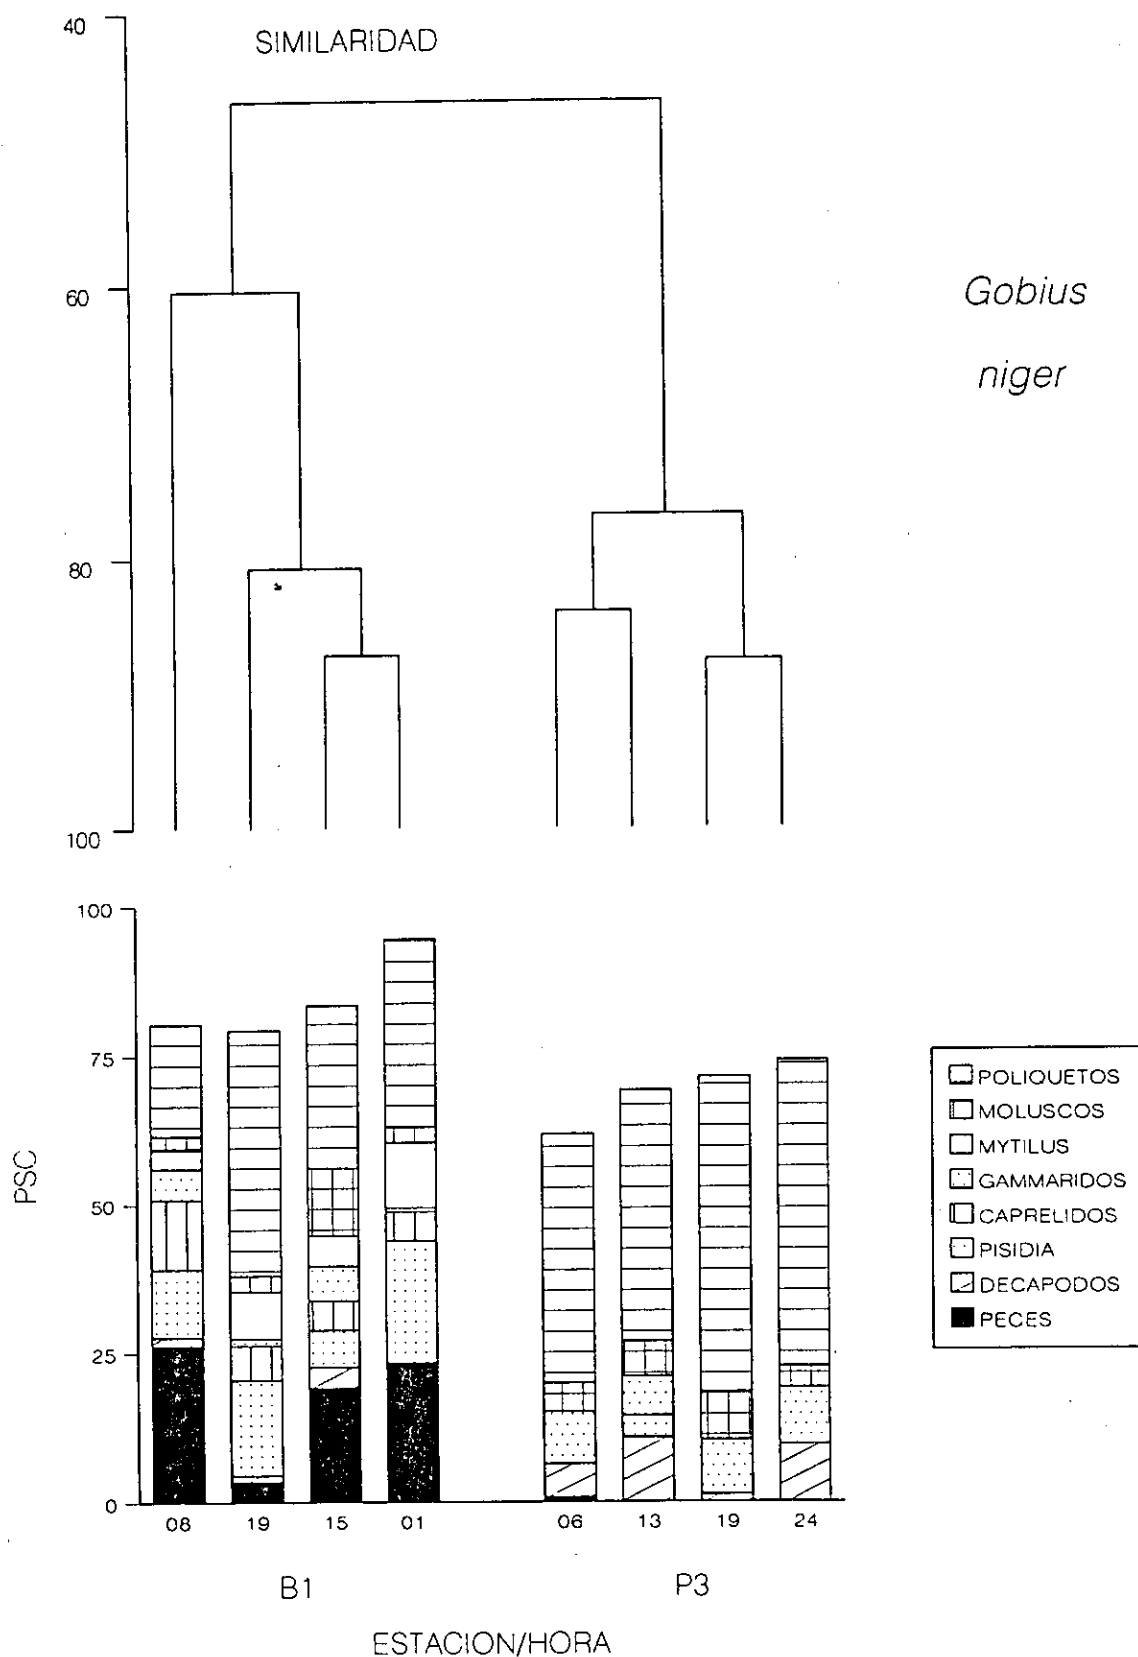 SIMILARIDAD
40
60
80
100
Gobius
niger
100
75
50
25
0
PSC
08 19 15 01 06 13 19 24
B1 P3
ESTACION/HORA
POLIQUETOS
MOLUSCOS
MYTILUS
GAMMARIDOS
CAPRELIDOS
PISIDIA
DECAPODOS
PECES